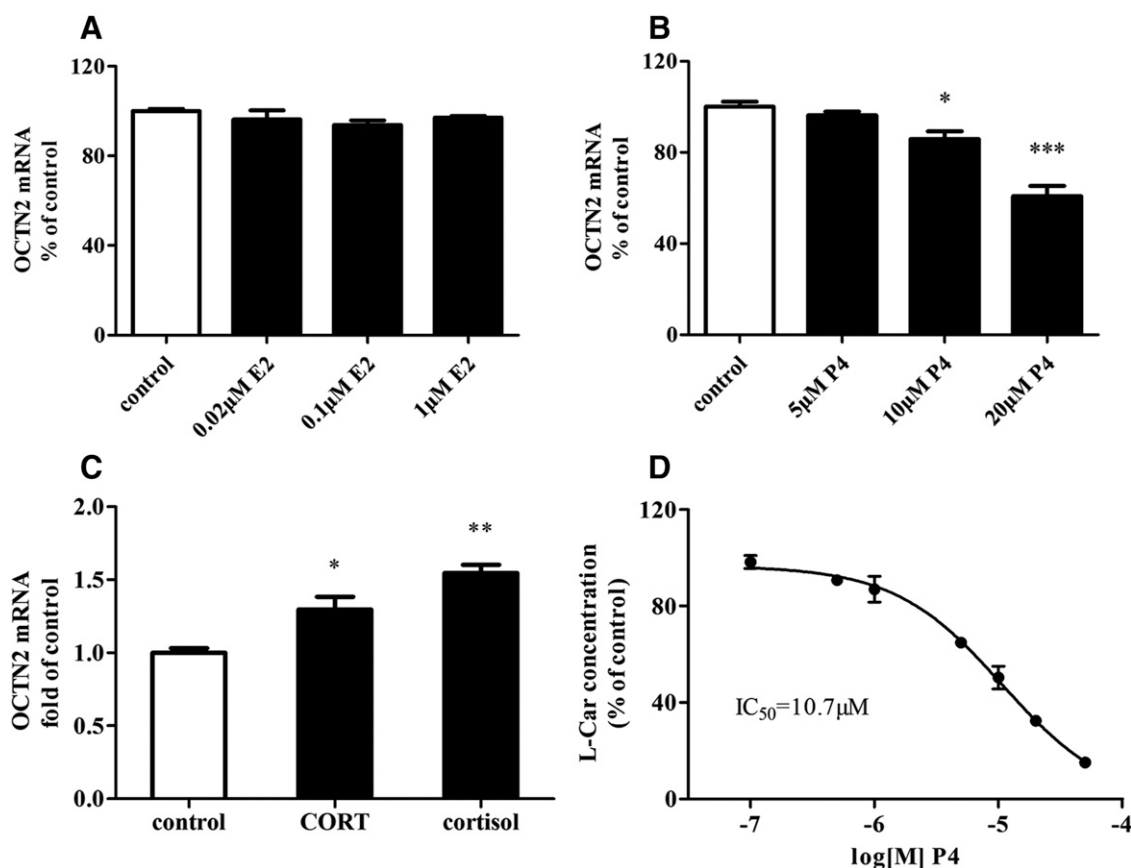 A
OCTN2 mRNA
% of control
120
80
40
0
control
0.02μM E2
0.1μM E2
1μM E2
B
OCTN2 mRNA
% of control
120
80
40
0
*
***
control
5μM P4
10μM P4
20μM P4
C
OCTN2 mRNA
fold of control
2.0
1.5
1.0
0.5
0.0
*
**
control
CORT
cortisol
D
L-Car concentration
(% of control)
120
80
40
0
IC50=10.7μM
-7
-6
-5
-4
log[M] P4